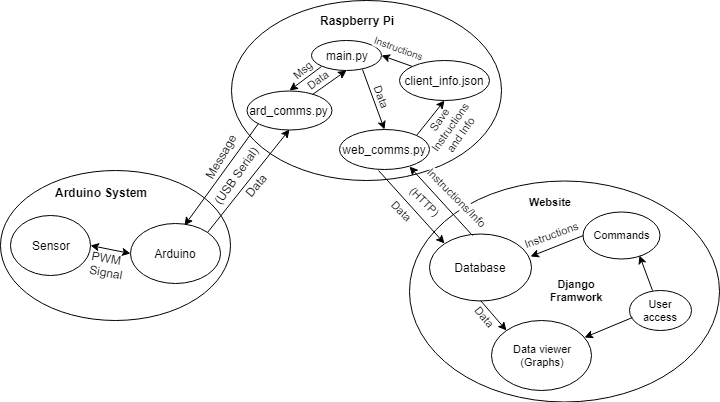 Raspberry Pi
main.py
Instructions
client_info.json
Msg
Data
ard_comms.py
Data
Save
Instructions
and Info
web_comms.py
Message
(USB Serial)
Data
Instructions/Info
(HTTP)
Data
Arduino System
Sensor
PWM
Signal
Arduino
Website
Commands
Instructions
Database
Django
Framwork
User
access
Data
Data viewer
(Graphs)